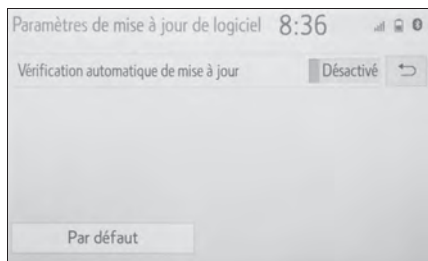 Paramètres de mise à jour de logiciel 8:36
Vérification automatique de mise à jour Désactivé
Par défaut